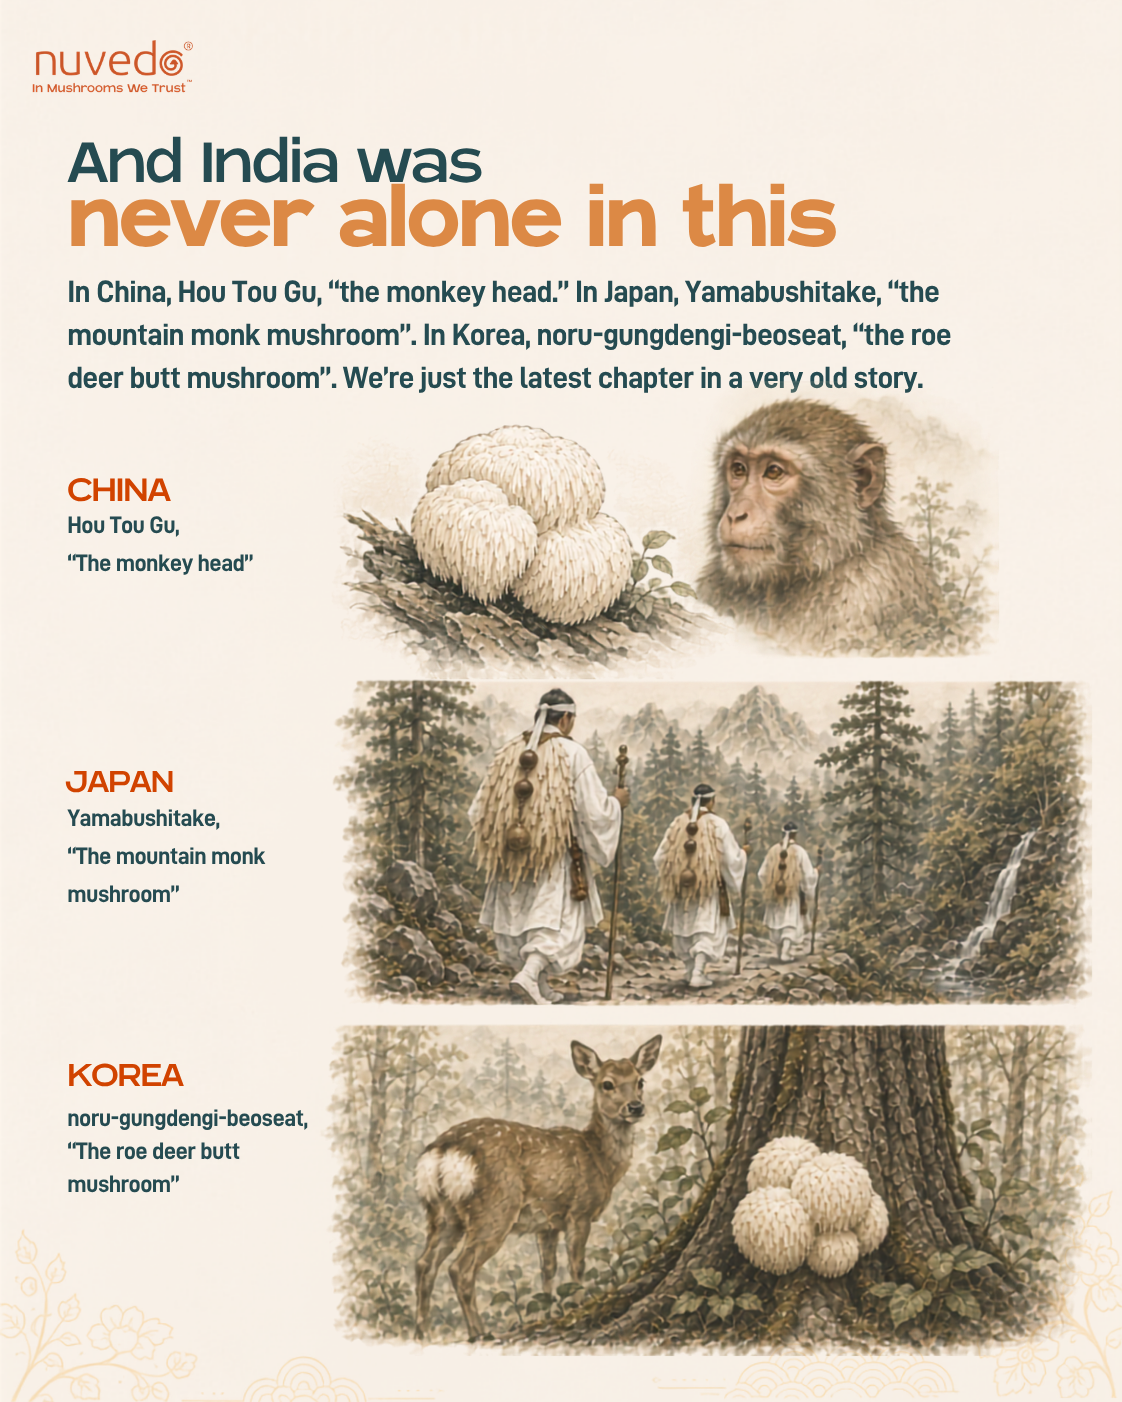 nuvedo®
In Mushrooms We Trust™
And India was
never alone in this
In China, Hou Tou Gu, “the monkey head.” In Japan, Yamabushitake, “the
mountain monk mushroom”. In Korea, noru-gungdengi-beoseat, “the roe
deer butt mushroom”. We’re just the latest chapter in a very old story.
CHINA
Hou Tou Gu,
“The monkey head”
JAPAN
Yamabushitake,
“The mountain monk
mushroom”
KOREA
noru-gungdengi-beoseat,
“The roe deer butt
mushroom”